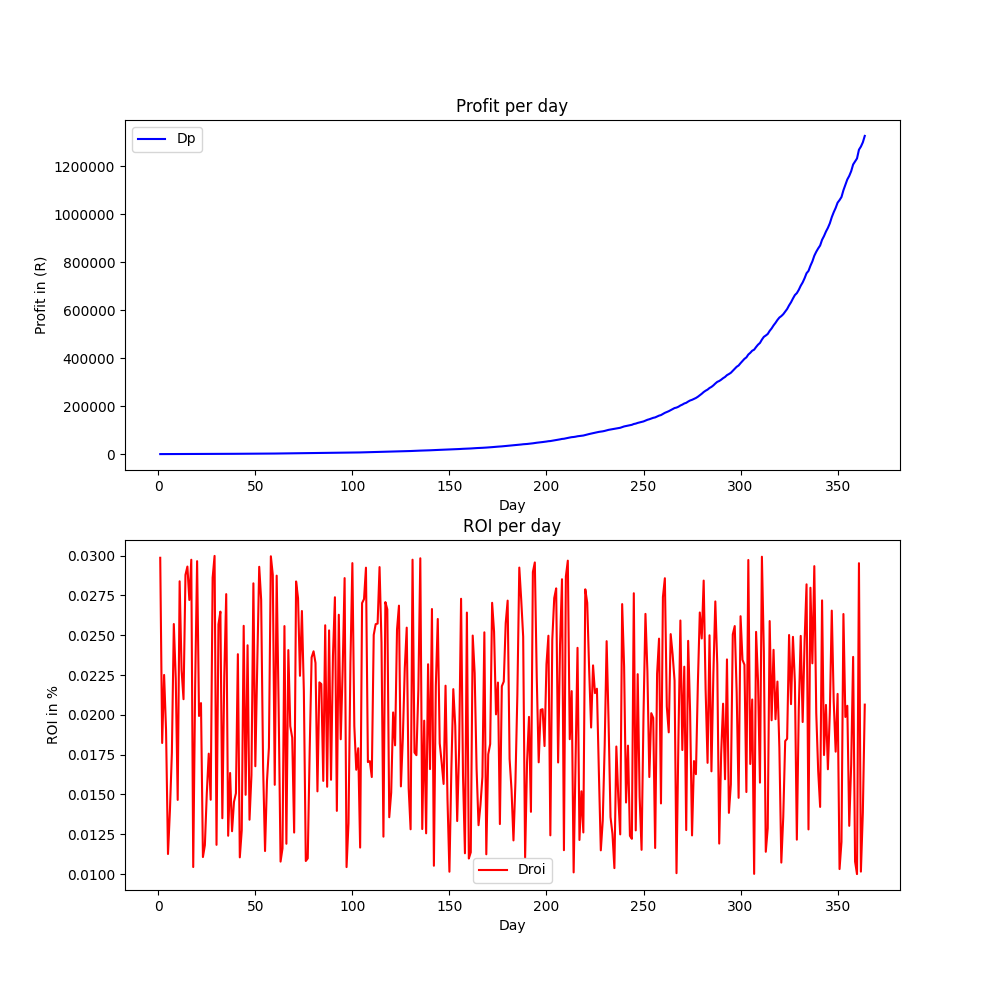 Profit per day
Dp
1200000
1000000
800000
600000
400000
200000
0
Profit in (R)
0 50 100 150 200 250 300 350
Day
ROI per day
0.0300
0.0275
0.0250
0.0225
0.0200
0.0175
0.0150
0.0125
0.0100
ROI in %
Droi
0 50 100 150 200 250 300 350
Day